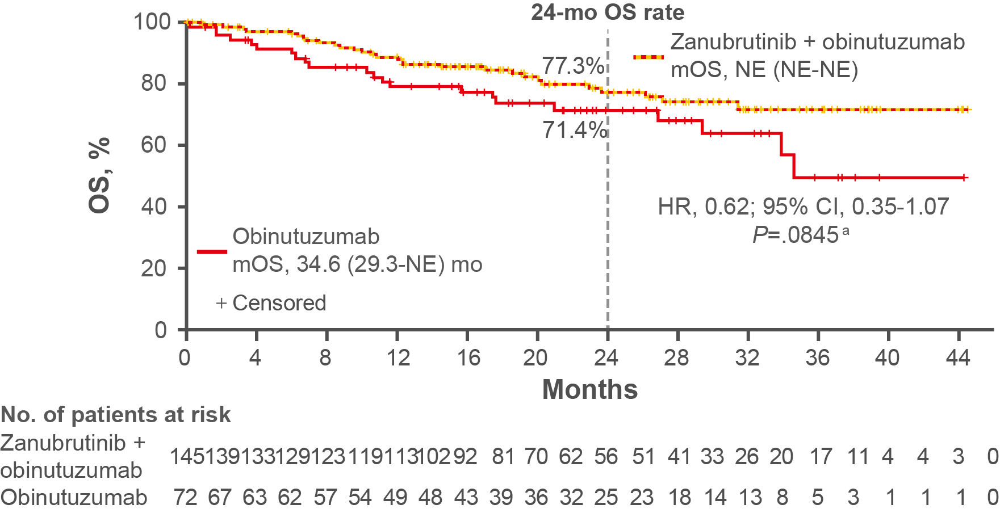 24-mo OS rate
100
80
60
40
20
0
OS, %
Zanubrutinib + obinutuzumab
mOS, NE (NE-NE)
77.3%
71.4%
HR, 0.62; 95% CI, 0.35-1.07
P=.0845 a
Obinutuzumab
mOS, 34.6 (29.3-NE) mo
+ Censored
0 4 8 12 16 20 24 28 32 36 40 44
Months
No. of patients at risk
Zanubrutinib +
obinutuzumab
145 139 133 129 123 119 113 102 92 81 70 62 56 51 41 33 26 20 17 11 4 4 3 0
Obinutuzumab 72 67 63 62 57 54 49 48 43 39 36 32 25 23 18 14 13 8 5 3 1 1 1 0